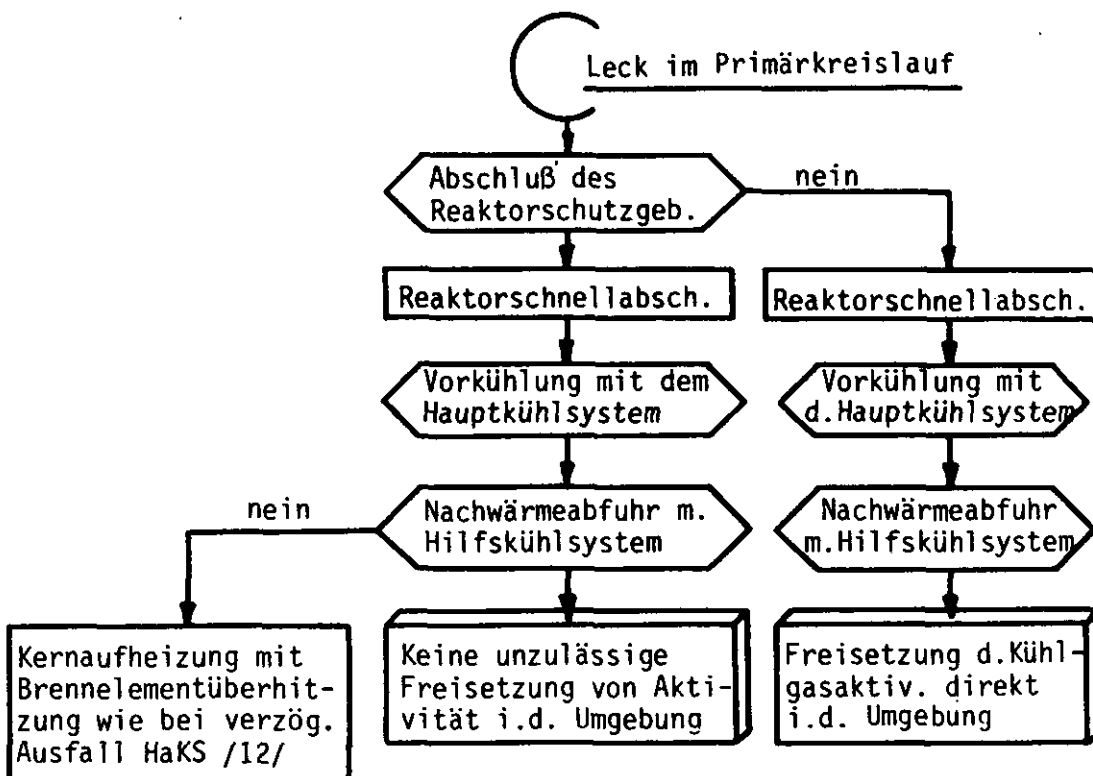 Leck im Primärkreislauf
Abschluß des
Reaktorschutzgeb.
nein
Reaktorschnellabsch.
Reaktorschnellabsch.
Vorkühlung mit dem
Hauptkühlsystem
Vorkühlung mit
d.Hauptkühlsystem
nein
Nachwärmeabfuhr m.
Hilfskühlsystem
Nachwärmeabfuhr
m.Hilfskühlsystem
Kernaufheizung mit
Brennelementüberhit-
zung wie bei verzög.
Ausfall HaKS /12/
Keine unzulässige
Freisetzung von Akti-
vität i.d. Umgebung
Freisetzung d.Kühl-
gasaktiv. direkt
i.d. Umgebung